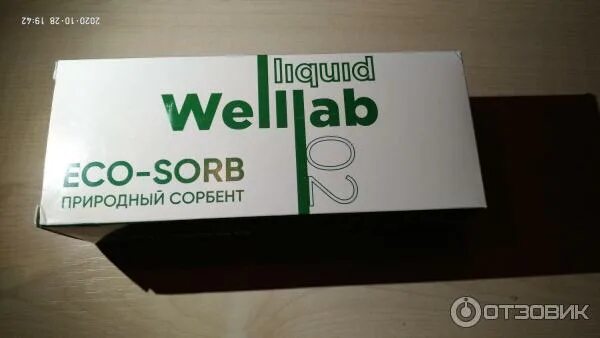 2020-10-28 19:42
liquid
Welllab
02
ECO-SORB
ПРИРОДНЫЙ СОРБЕНТ
ОТЗОВИК